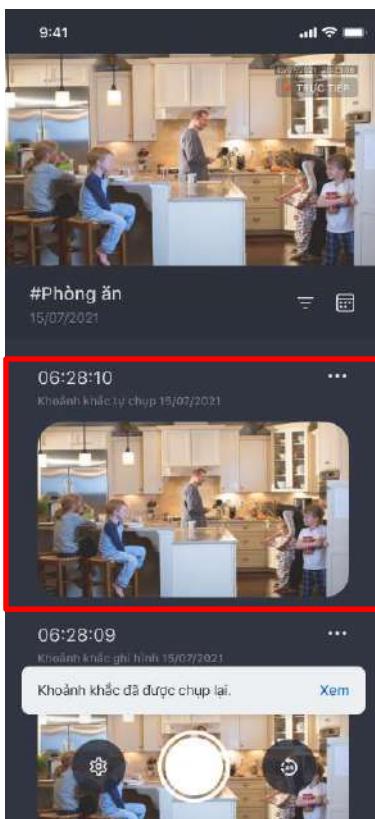 9:41
TRỰC TIẾP
#Phòng ăn
15/07/2021
06:28:10
Khoảnh khắc tự chụp 15/07/2021
06:28:09
Khoảnh khắc ghi hình 15/07/2021
Khoảnh khắc đã được chụp lại.
Xem